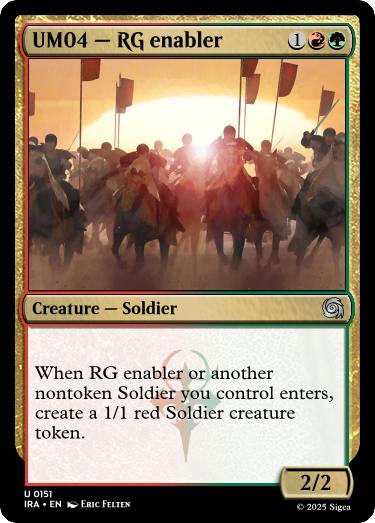 UM04 — RG enabler 1
Creature — Soldier
When RG enabler or another
nontoken Soldier you control enters,
create a 1/1 red Soldier creature
token.
2/2
U 0151
IRA • EN Eric Felten
© 2025 Sigea